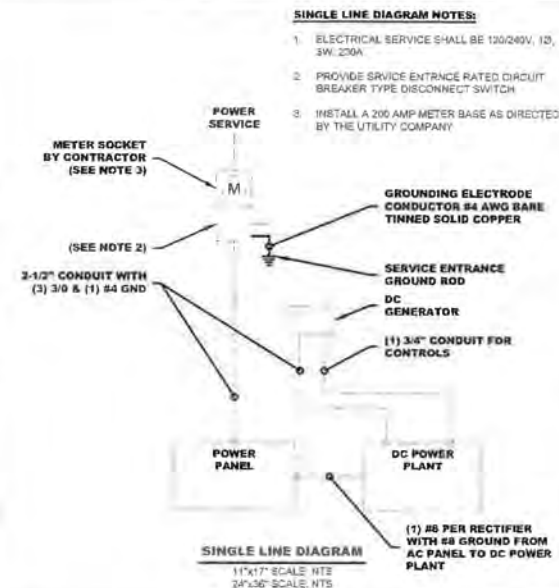 SINGLE LINE DIAGRAM NOTES:
1. ELECTRICAL SERVICE SHALL BE 120/240V, 1Ø,
3W, 200A
2. PROVIDE SRVICE ENTRNCE RATED CIRCUIT
BREAKER TYPE DISCONNECT SWITCH
3. INSTALL A 200 AMP METER BASE AS DIRECTED
BY THE UTILITY COMPANY
POWER
SERVICE
METER SOCKET
BY CONTRACTOR
(SEE NOTE 3)
M
GROUNDING ELECTRODE
CONDUCTOR #4 AWG BARE
TINNED SOLID COPPER
(SEE NOTE 2)
SERVICE ENTRANCE
GROUND ROD
2-1/2" CONDUIT WITH
(3) 3/0 & (1) #4 GND
DC
GENERATOR
(1) 3/4" CONDUIT FOR
CONTROLS
POWER
PANEL
DC POWER
PLANT
(1) #6 PER RECTIFIER
WITH #8 GROUND FROM
AC PANEL TO DC POWER
PLANT
SINGLE LINE DIAGRAM
11"x17" SCALE: NTS
24"x36" SCALE: NTS